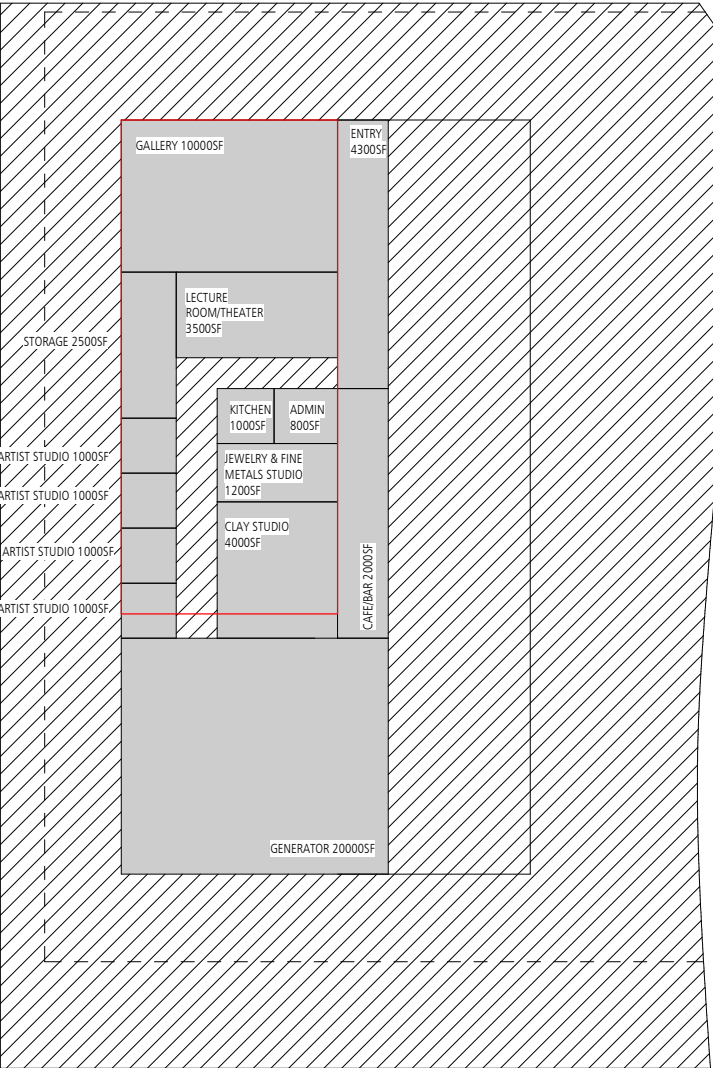 GALLERY 10000SF
ENTRY
4300SF
LECTURE
ROOM/THEATER
3500SF
STORAGE 2500SF
KITCHEN
1000SF
ADMIN
800SF
ARTIST STUDIO 1000SF
JEWELRY & FINE
METALS STUDIO
1200SF
ARTIST STUDIO 1000SF
CLAY STUDIO
4000SF
ARTIST STUDIO 1000SF
CAFE/BAR 2000SF
ARTIST STUDIO 1000SF
GENERATOR 20000SF